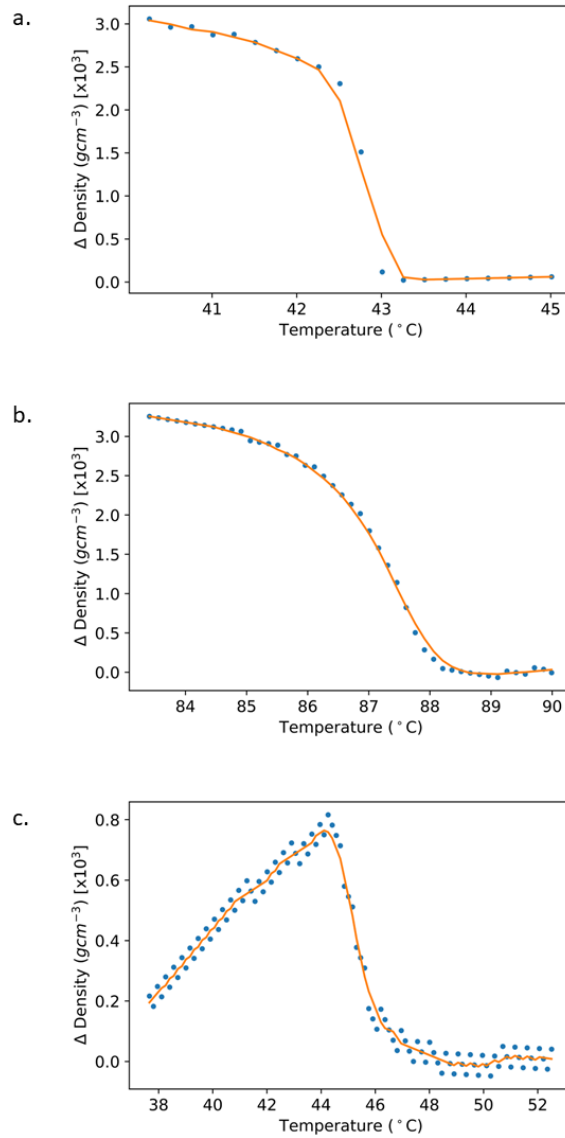 a.
3.0
2.5
2.0
1.5
1.0
0.5
0.0
Δ Density (gcm⁻³) [x10³]
41 42 43 44 45
Temperature (°C)
b.
3.0
2.5
2.0
1.5
1.0
0.5
0.0
Δ Density (gcm⁻³) [x10³]
84 85 86 87 88 89 90
Temperature (°C)
c.
0.8
0.6
0.4
0.2
0.0
Δ Density (gcm⁻³) [x10³]
38 40 42 44 46 48 50 52
Temperature (°C)